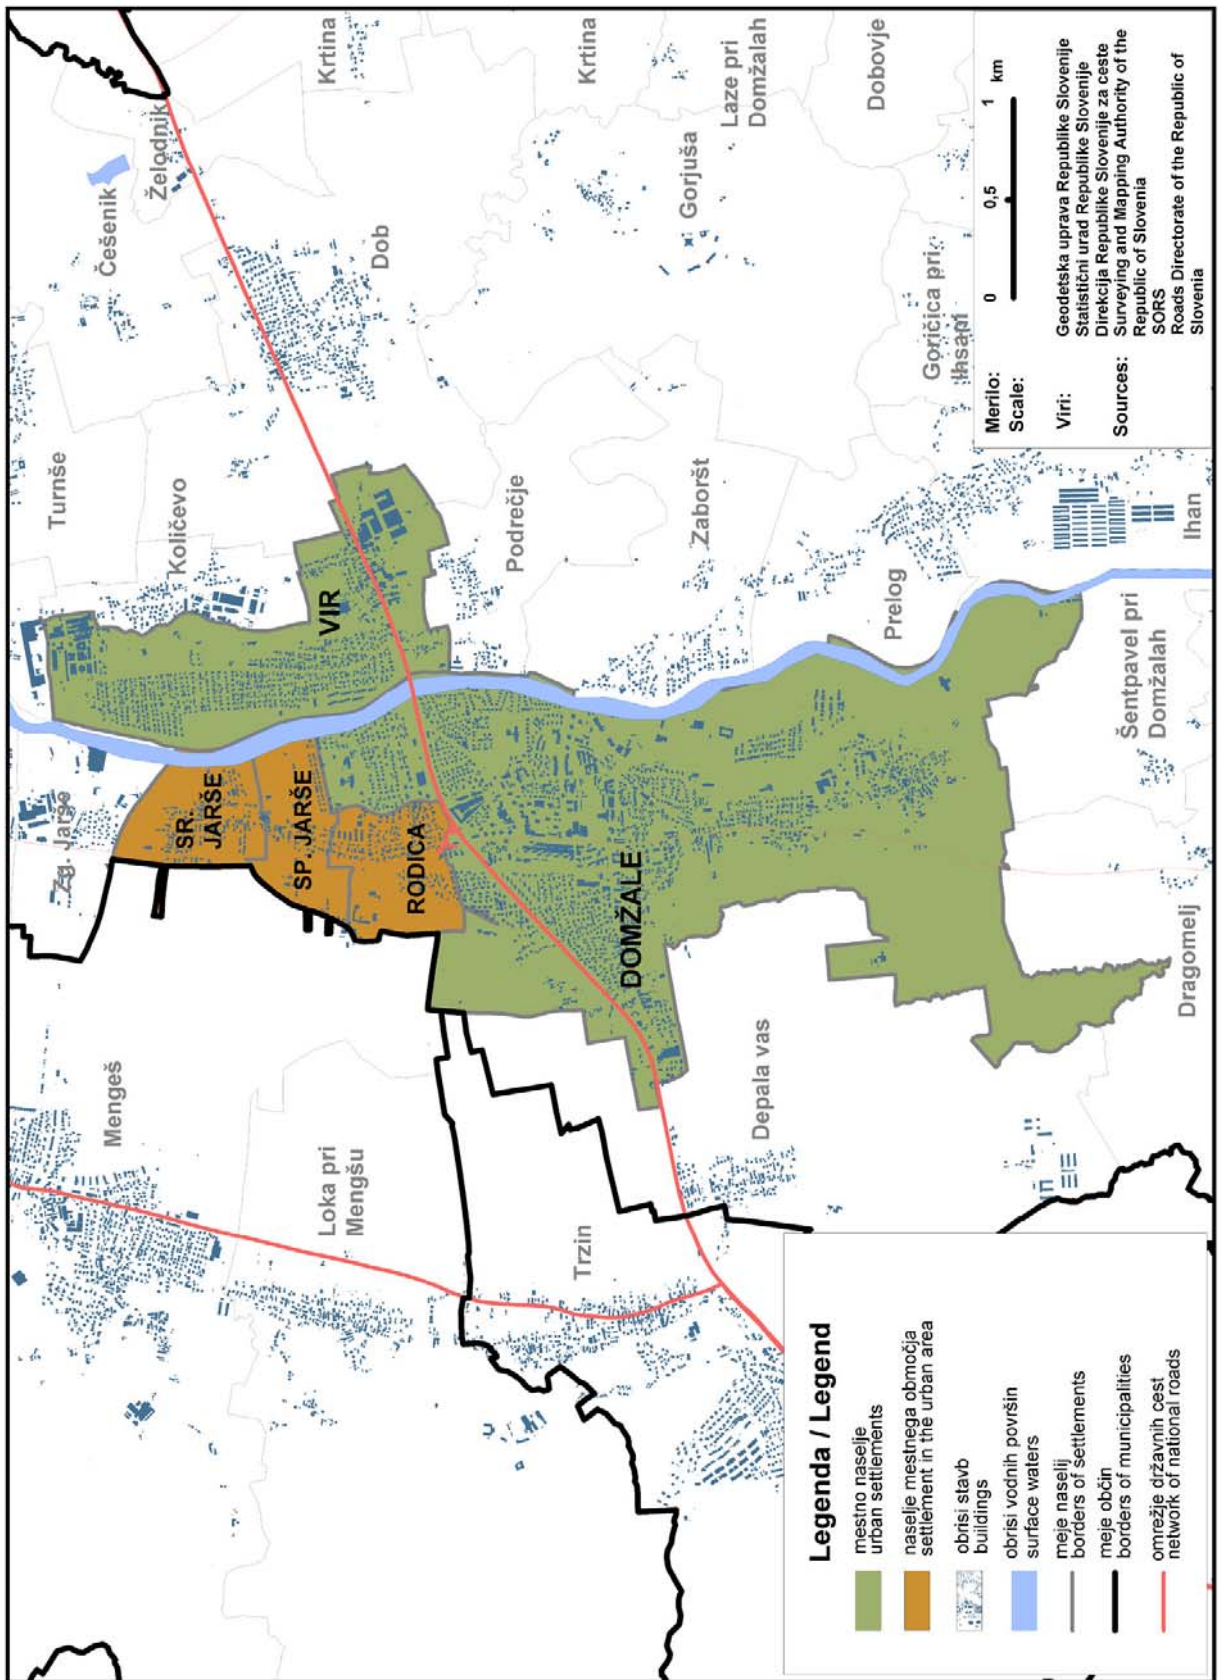 Mengeš
Loka pri
Mengšu
Trzin
Depala vas
Dragomelj
Zg. Jarše
SR.
JARŠE
SP. JARŠE
RODICA
DOMŽALE
VIR
Turnše
Količevo
Podrečje
Zaboršt
Prelog
Šentpavel pri
Domžalah
Ihan
Češenik
Želodnik
Dob
Krtina
Krtina
Gorjuša
Laze pri
Domžalah
Dobovje
Goričica pri
Ihanu
Legenda / Legend
mestno naselje
urban settlements
naselje mestnega območja
settlement in the urban area
obrisi stavb
buildings
obrisi vodnih površin
surface waters
meje naselij
borders of settlements
meje občin
borders of municipalities
omrežje državnih cest
network of national roads
Merilo:
Scale:
0 0,5 1 km
Viri:
Geodetska uprava Republike Slovenije
Statistični urad Republike Slovenije
Direkcija Republike Slovenije za ceste
Sources:
Surveying and Mapping Authority of the
Republic of Slovenia
SORS
Roads Directorate of the Republic of
Slovenia